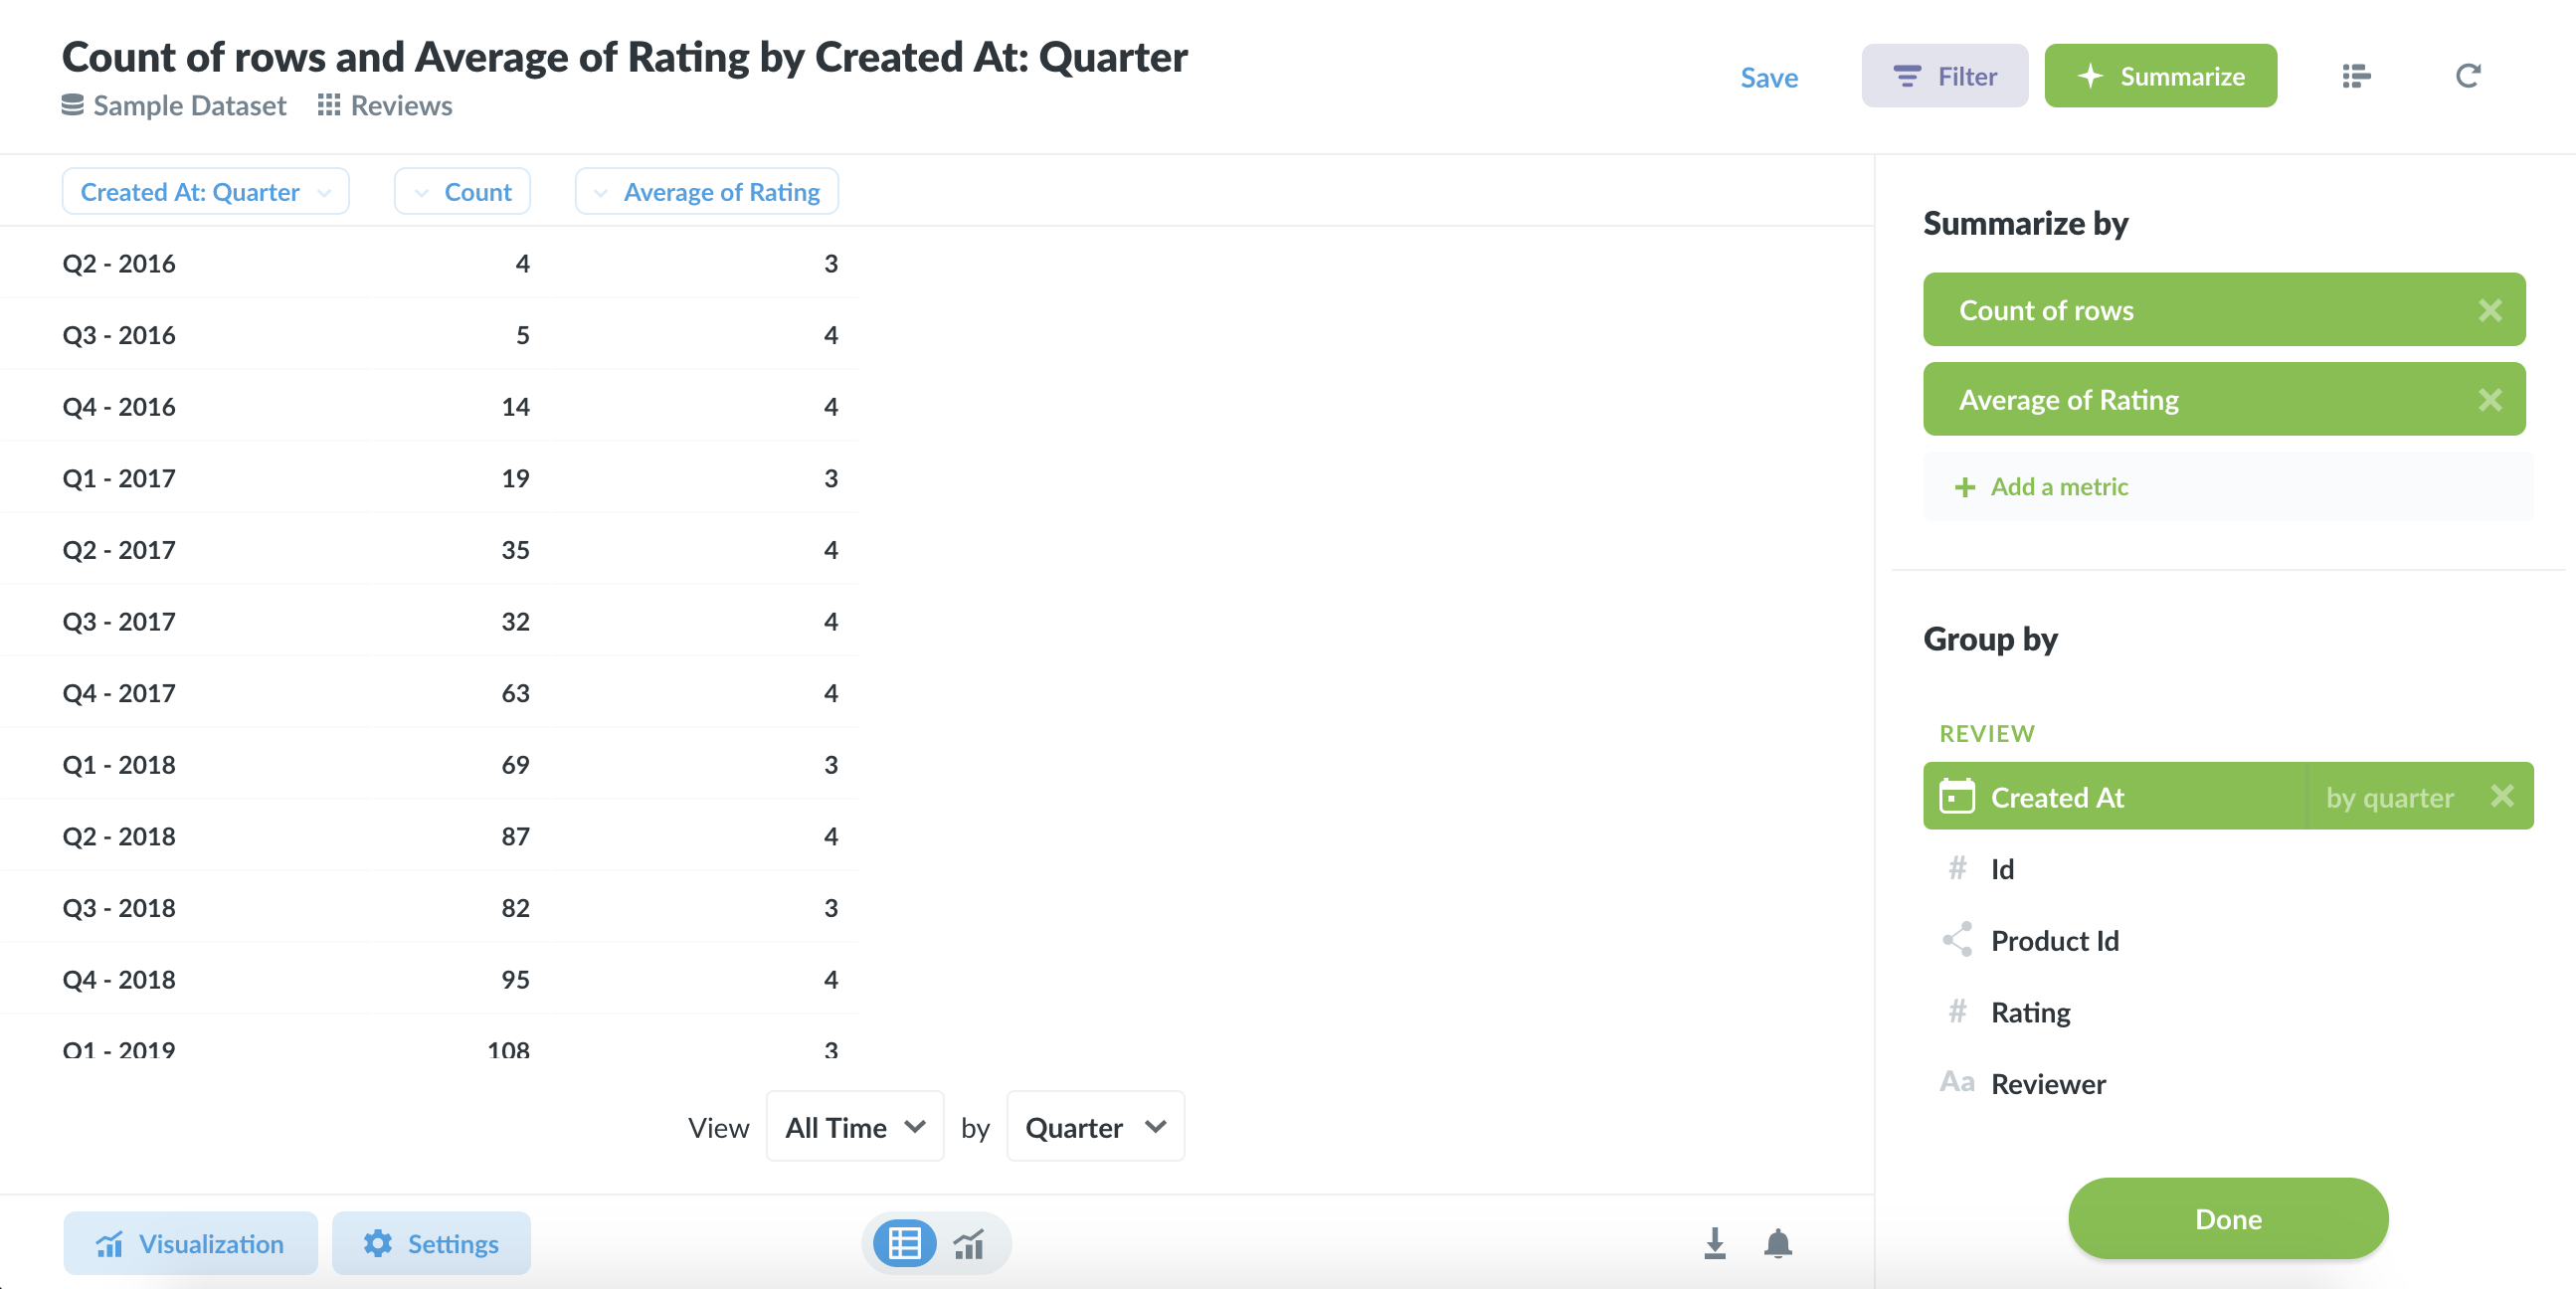 Count of rows and Average of Rating by Created At: Quarter
Save
Filter
Summarize
Sample Dataset Reviews
Created At: Quarter Count Average of Rating
Q2 - 2016 4 3
Q3 - 2016 5 4
Q4 - 2016 14 4
Q1 - 2017 19 3
Q2 - 2017 35 4
Q3 - 2017 32 4
Q4 - 2017 63 4
Q1 - 2018 69 3
Q2 - 2018 87 4
Q3 - 2018 82 3
Q4 - 2018 95 4
Q1 - 2019 108 3
View All Time by Quarter
Visualization Settings
Summarize by
Count of rows
Average of Rating
+ Add a metric
Group by
REVIEW
Created At by quarter
# Id
Product Id
# Rating
Aa Reviewer
Done